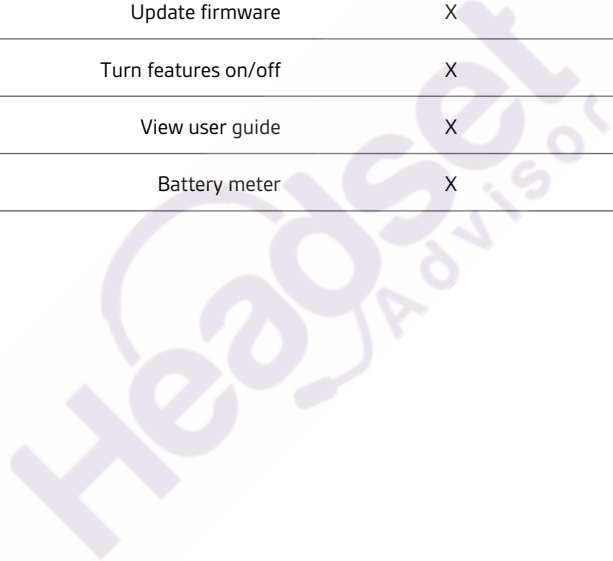 Update firmware X
Turn features on/off X
View user guide X
Battery meter X
Headset
Advisor